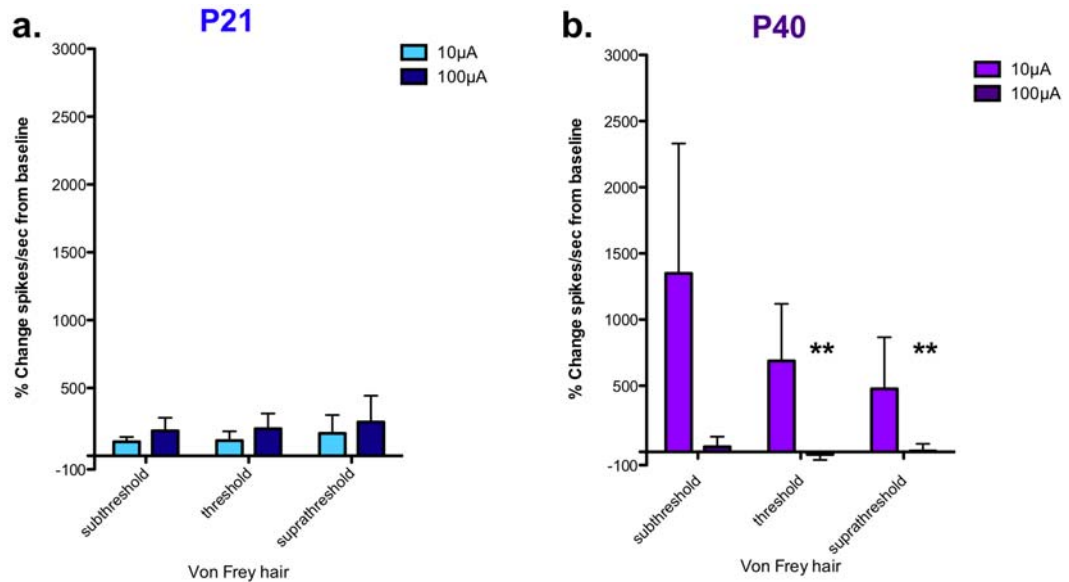 a.
P21
3000
2500
2000
1500
1000
500
-100
% Change spikes/sec from baseline
10µA
100µA
subthreshold
threshold
suprathreshold
Von Frey hair
b.
P40
3000
2500
2000
1500
1000
500
-100
% Change spikes/sec from baseline
10µA
100µA
**
**
subthreshold
threshold
suprathreshold
Von Frey hair